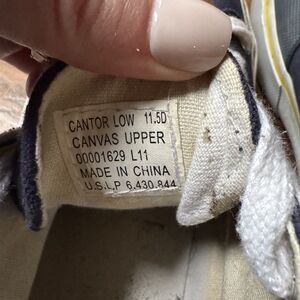 CANTOR LOW 11.5D
CANVAS UPPER
00001629 L11
MADE IN CHINA
U.S.L.P 6,430,844